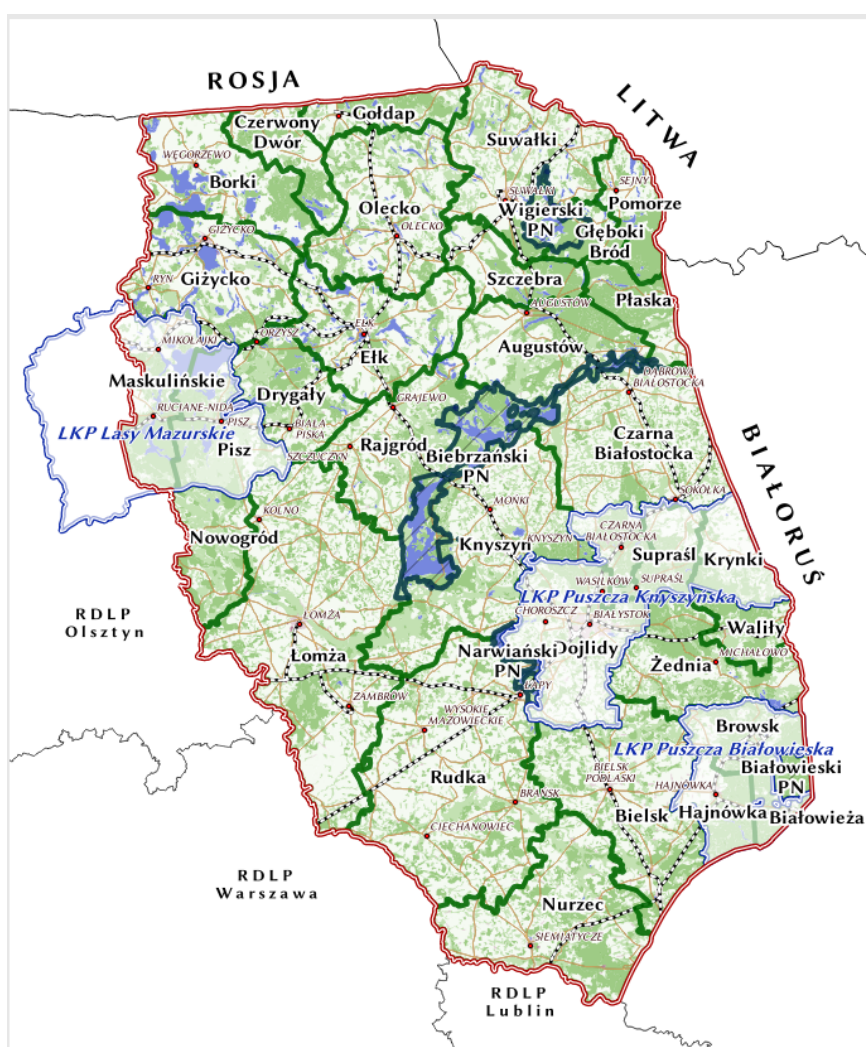 ROSJA
LITWA
Gołdap
Czerwony
Dwór
Suwałki
WĘGORZEWO
Borki
SEJNY
SUWAŁKI
Pomorze
Olecko
Wigierski
PN
OLECKO
Głęboki
Bród
GIŻYCKO
Giżycko
Szczebra
RYN
Płaska
AUGUSTÓW
EŁK
ORZYSZ
MIKOŁAJKI
Ełk
Augustów
Maskulińskie
DĄBROWA
BIAŁOSTOCKA
Drygały
GRAJEWO
RUCIANE-NIDA
PISZ
BIAŁA
PISKA
LKP Lasy Mazurskie
Pisz
SZCZUCZYN
Rajgród
Biebrzański
PN
Czarna
Białostocka
BIAŁORUŚ
SOKÓŁKA
MONKI
KOLNO
Nowogród
Knyszyn
KNYSZYN
CZARNA
BIAŁOSTOCKA
Supraśl
Krynki
WASILKÓW
SUPRAŚL
LKP Puszcza Knyszyńska
RDLP
Olsztyn
CHOROSZCZ
BIAŁYSTOK
ŁOMŻA
Waliły
Łomża
Narwiański
PN
Dojlidy
MICHAŁOWO
Żednia
ŁAPY
ZAMBRÓW
WYSOKIE
MAZOWIECKIE
Browsk
LKP Puszcza Białowieska
Rudka
BIELSK
PODLASKI
Białowieski
PN
HAJNÓWKA
BRAŃSK
Bielsk
Hajnówka
Białowieża
CIECHANOWIEC
RDLP
Warszawa
Nurzec
SIEMIATYCZE
RDLP
Lublin